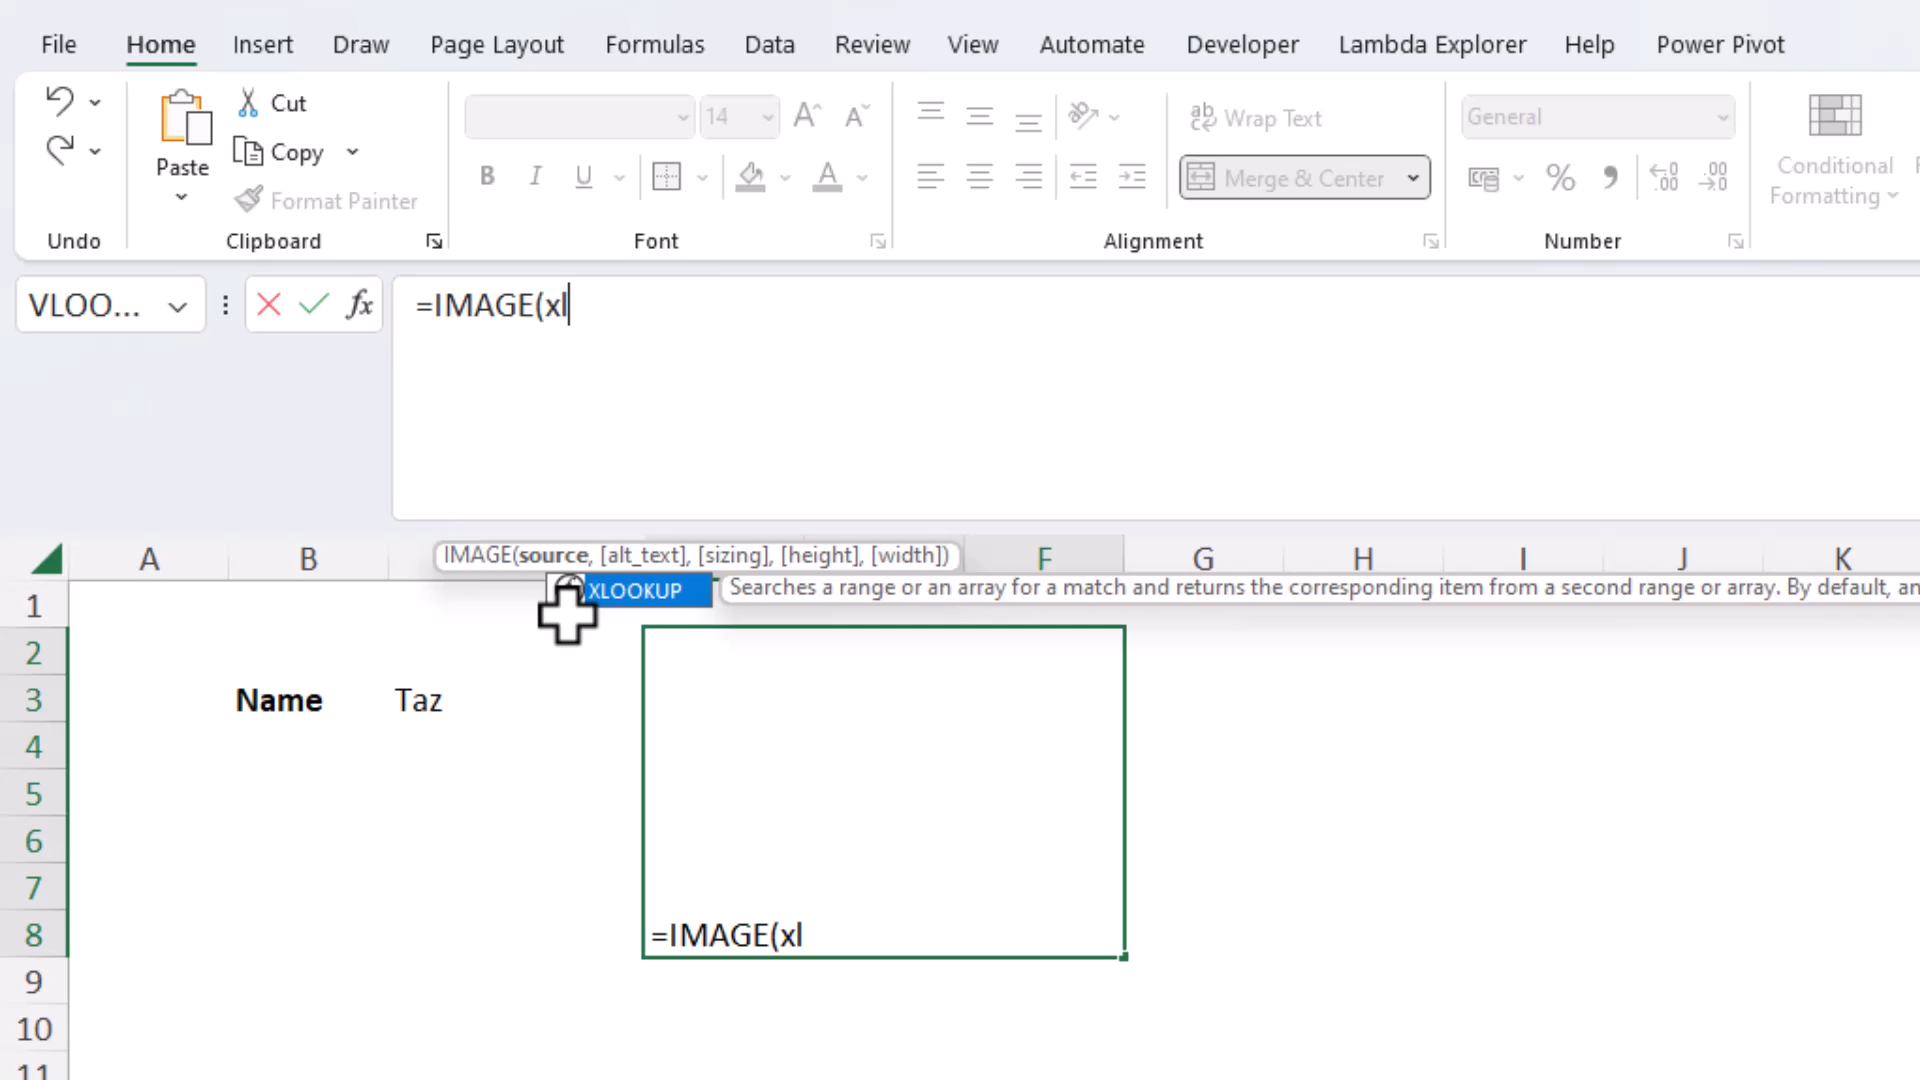 File Home Insert Draw Page Layout Formulas Data Review View Automate Developer Lambda Explorer Help Power Pivot
Cut
Copy
Format Painter
Paste
14
Wrap Text
Merge & Center
General
Conditional
Formatting
Undo Clipboard Font Alignment Number
VLOO... fx =IMAGE(xl
A B F G H I J K
IMAGE(source, [alt_text], [sizing], [height], [width])
XLOOKUP Searches a range or an array for a match and returns the corresponding item from a second range or array. By default, an
1
2
3 Name Taz
4
5
6
7
8 =IMAGE(xl
9
10
11